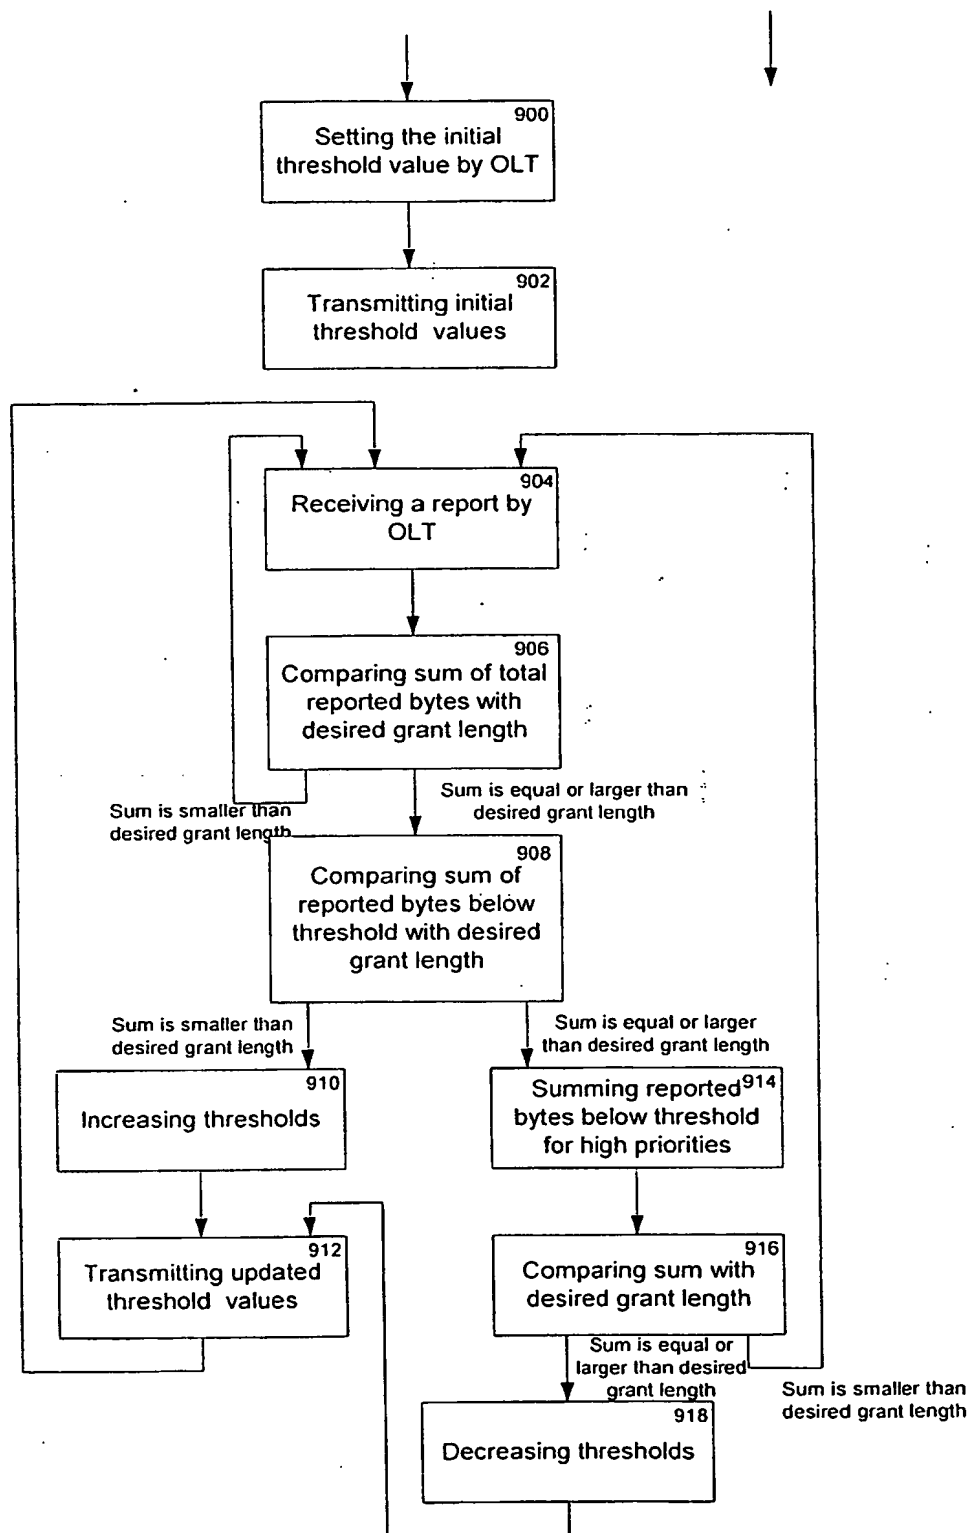 900
Setting the initial
threshold value by OLT
902
Transmitting initial
threshold values
904
Receiving a report by
OLT
906
Comparing sum of total
reported bytes with
desired grant length
Sum is smaller than
desired grant length
Sum is equal or larger than
desired grant length
908
Comparing sum of
reported bytes below
threshold with desired
grant length
Sum is smaller than
desired grant length
Sum is equal or larger
than desired grant length
910
Increasing thresholds
914
Summing reported
bytes below threshold
for high priorities
912
Transmitting updated
threshold values
916
Comparing sum with
desired grant length
Sum is equal or
larger than desired
grant length
Sum is smaller than
desired grant length
918
Decreasing thresholds